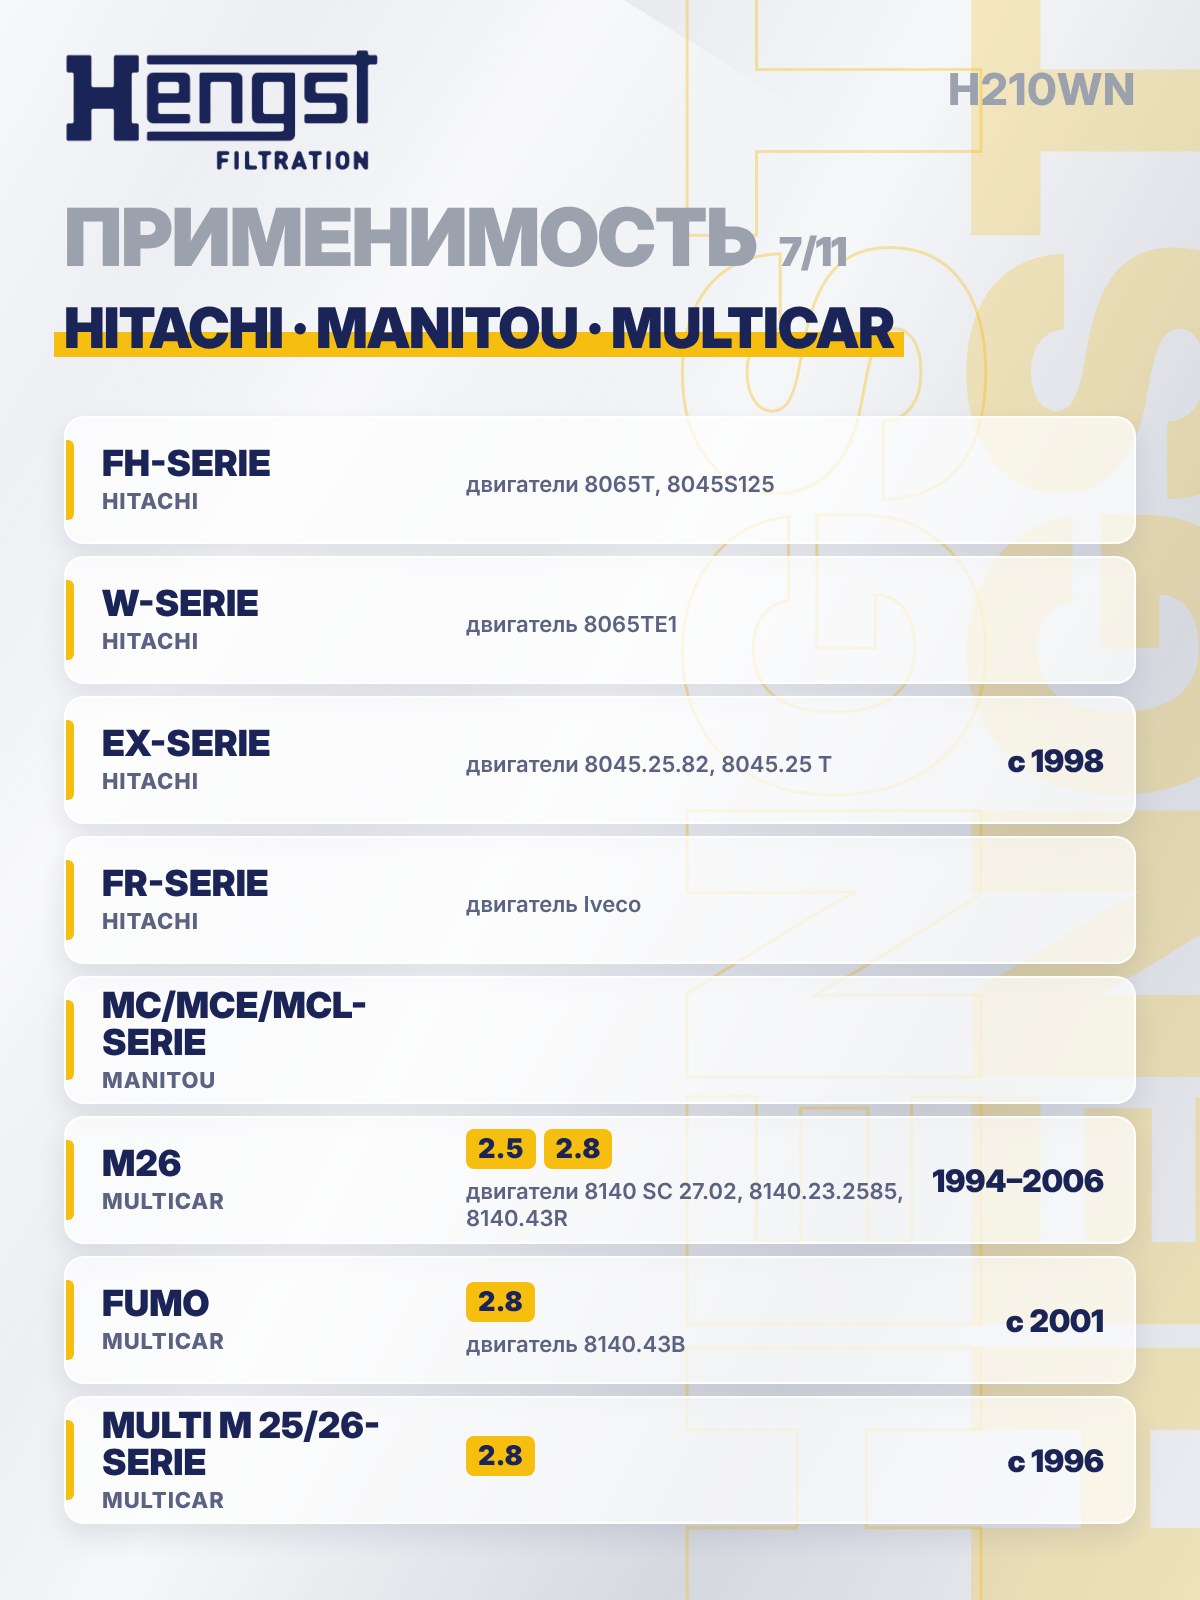 Hengst
FILTRATION
H210WN
ПРИМЕНИМОСТЬ 7/11
HITACHI · MANITOU · MULTICAR
FH-SERIE
HITACHI
двигатели 8065T, 8045S125
W-SERIE
HITACHI
двигатель 8065TE1
EX-SERIE
HITACHI
двигатели 8045.25.82, 8045.25 T
с 1998
FR-SERIE
HITACHI
двигатель Iveco
MC/MCE/MCL-
SERIE
MANITOU
M26
MULTICAR
2.5 2.8
двигатели 8140 SC 27.02, 8140.23.2585,
8140.43R
1994–2006
FUMO
MULTICAR
2.8
двигатель 8140.43B
с 2001
MULTI M 25/26-
SERIE
MULTICAR
2.8
с 1996
HENGST
HENGST